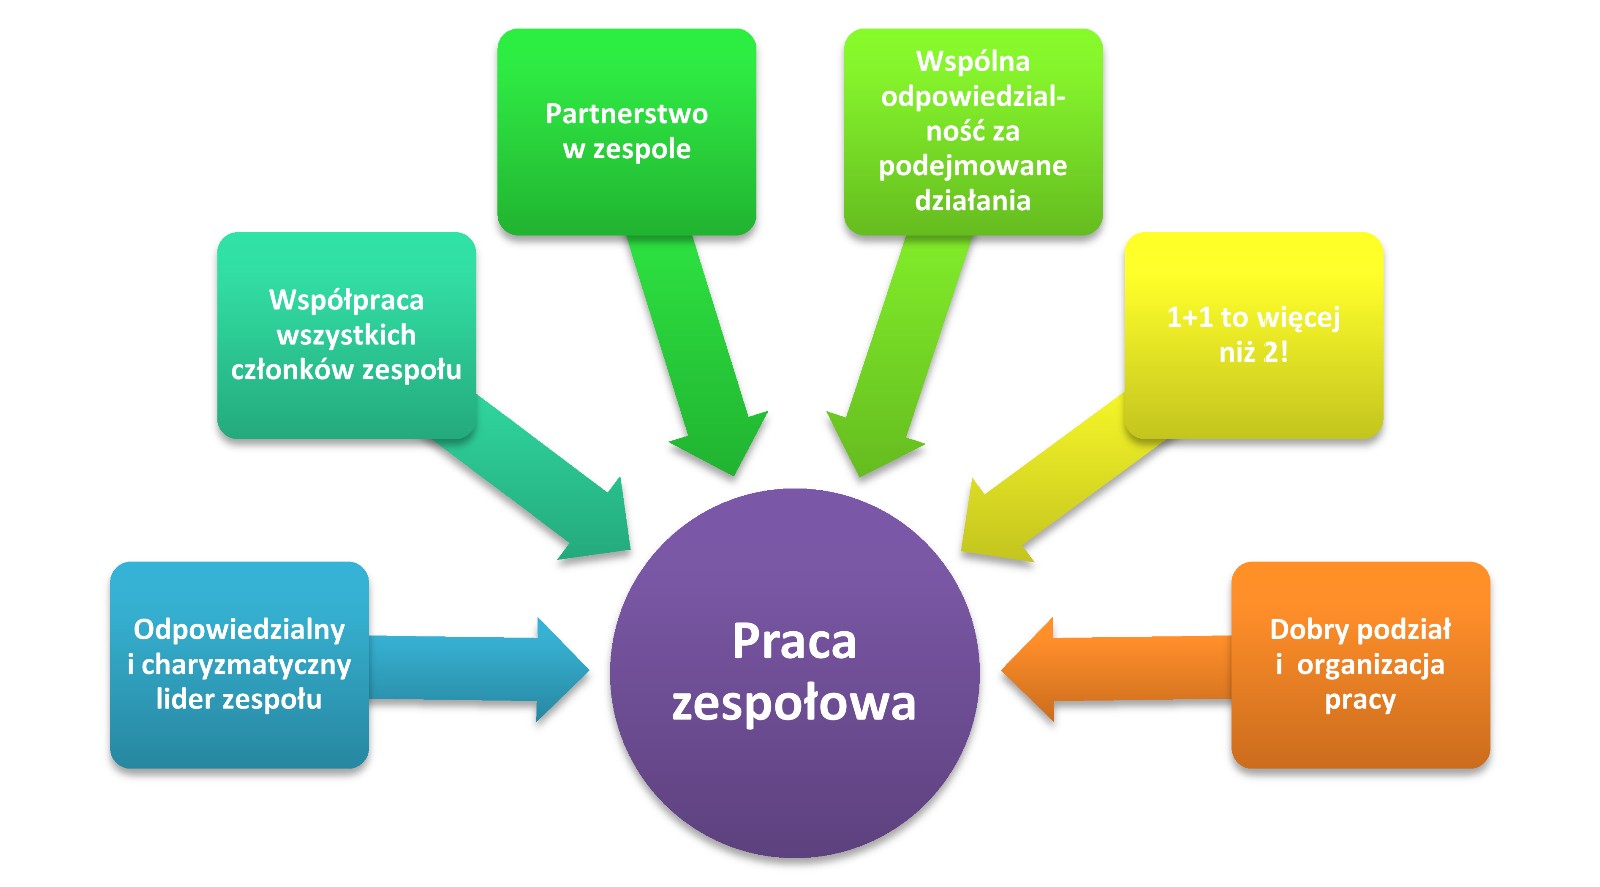 Partnerstwo
w zespole
Wspólna
odpowiedzial-
ność za
podejmowane
działania
Współpraca
wszystkich
członków zespołu
1+1 to więcej
niż 2!
Odpowiedzialny
i charyzmatyczny
lider zespołu
Praca
zespołowa
Dobry podział
i  organizacja
pracy